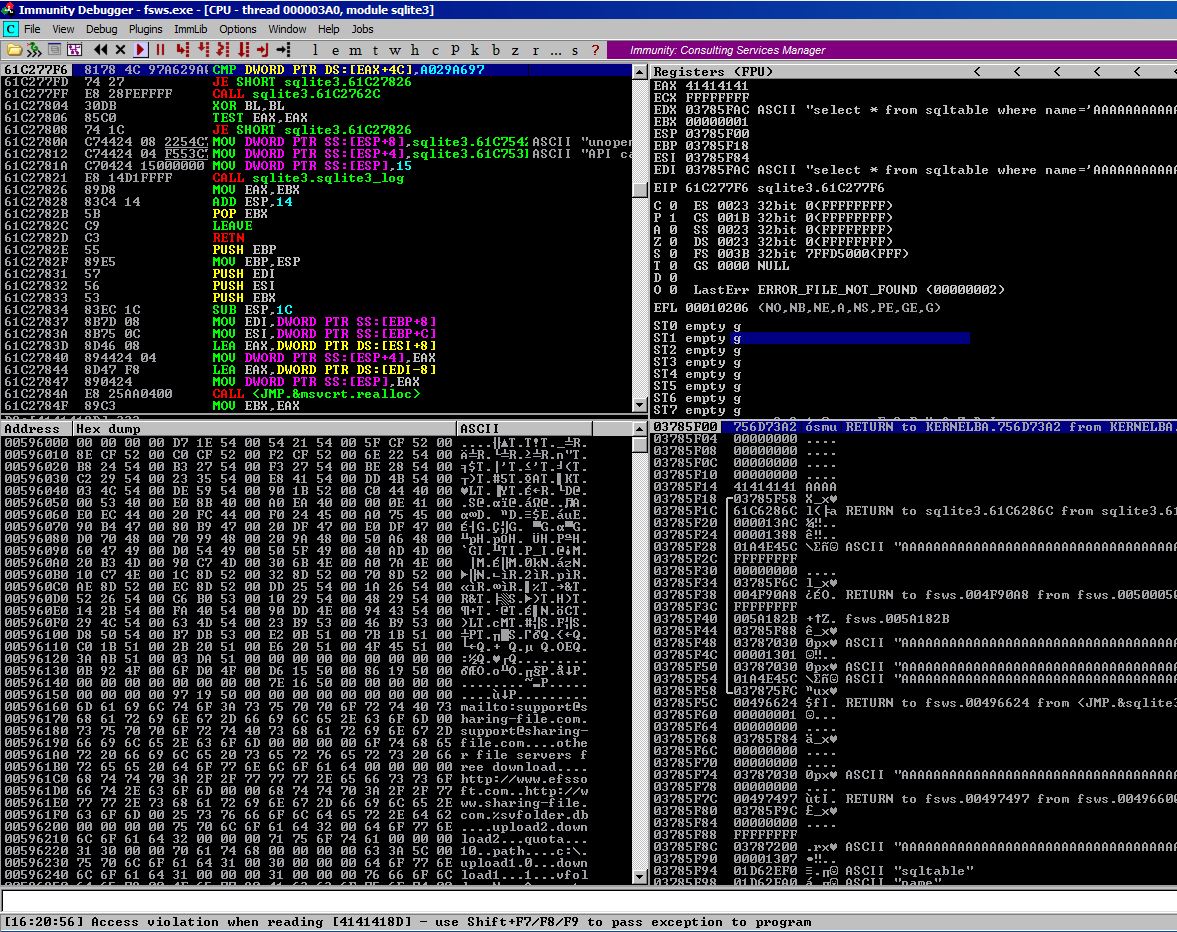 Immunity Debugger - fsws.exe - [CPU - thread 000003A0, module sqlite3]
C File View Debug Plugins ImmLib Options Window Help Jobs
l e m t w h c p k b z r ... s ? Immunity: Consulting Services Manager
61C277F6 8178 4C 97A629A0 CMP DWORD PTR DS:[EAX+4C],A029A697
61C277FD 74 27 JE SHORT sqlite3.61C27826
61C277FF E8 28FEFFFF CALL sqlite3.61C2762C
61C27804 30DB XOR BL,BL
61C27806 85C0 TEST EAX,EAX
61C27808 74 1C JE SHORT sqlite3.61C27826
61C2780A C74424 08 2254C7 MOV DWORD PTR SS:[ESP+8],sqlite3.61C7542 ASCII "unope
61C27812 C74424 04 F553C7 MOV DWORD PTR SS:[ESP+4],sqlite3.61C753 ASCII "API ca
61C2781A C70424 15000000 MOV DWORD PTR SS:[ESP],15
61C27821 E8 14D1FFFF CALL sqlite3.sqlite3_log
61C27826 89D8 MOV EAX,EBX
61C27828 83C4 14 ADD ESP,14
61C2782B 5B POP EBX
61C2782C C9 LEAVE
61C2782D C3 RETN
61C2782E 55 PUSH EBP
61C2782F 89E5 MOV EBP,ESP
61C27831 57 PUSH EDI
61C27832 56 PUSH ESI
61C27833 53 PUSH EBX
61C27834 83EC 1C SUB ESP,1C
61C27837 8B7D 08 MOV EDI,DWORD PTR SS:[EBP+8]
61C2783A 8B75 0C MOV ESI,DWORD PTR SS:[EBP+C]
61C2783D 8D46 08 LEA EAX,DWORD PTR DS:[ESI+8]
61C27840 894424 04 MOV DWORD PTR SS:[ESP+4],EAX
61C27844 8D47 F8 LEA EAX,DWORD PTR DS:[EDI-8]
61C27847 890424 MOV DWORD PTR SS:[ESP],EAX
61C2784A E8 25AA0400 CALL <JMP.&msvcrt.realloc>
61C2784F 89C3 MOV EBX,EAX
Registers (FPU) < < < < <
EAX 41414141
ECX FFFFFFFF
EDX 03785FAC ASCII "select * from sqltable where name='AAAAAAAAAAA
EBX 00000001
ESP 03785F00
EBP 03785F18
ESI 03785F84
EDI 03785FAC ASCII "select * from sqltable where name='AAAAAAAAAAA
EIP 61C277F6 sqlite3.61C277F6
C 0 ES 0023 32bit 0(FFFFFFFF)
P 1 CS 001B 32bit 0(FFFFFFFF)
A 0 SS 0023 32bit 0(FFFFFFFF)
Z 0 DS 0023 32bit 0(FFFFFFFF)
S 0 FS 003B 32bit 7FFD5000(FFF)
T 0 GS 0000 NULL
D 0
O 0 LastErr ERROR_FILE_NOT_FOUND (00000002)
EFL 00010206 (NO,NB,NE,A,NS,PE,GE,G)
ST0 empty g
ST1 empty g
ST2 empty g
ST3 empty g
ST4 empty g
ST5 empty g
ST6 empty g
ST7 empty g
Address Hex dump ASCII
00596000 00 00 00 00 D7 1E 54 00 54 21 54 00 5F CF 52 00
00596010 8E CF 52 00 C0 CF 52 00 F2 CF 52 00 6E 22 54 00
00596020 B8 24 54 00 B3 27 54 00 F3 27 54 00 BE 28 54 00
00596030 C2 29 54 00 23 35 54 00 E8 41 54 00 DD 4B 54 00
00596040 03 4C 54 00 DE 59 54 00 90 1B 52 00 C0 44 40 00
00596050 00 53 40 00 E0 8B 40 00 A0 EA 40 00 00 0E 41 00
00596060 E0 EC 44 00 20 FC 44 00 F0 24 45 00 A0 75 45 00
00596070 90 B4 47 00 80 B9 47 00 20 DF 47 00 E0 DF 47 00
00596080 D0 70 48 00 70 99 48 00 20 9A 48 00 50 A6 48 00
00596090 60 47 49 00 D0 54 49 00 50 5F 49 00 40 AD 4D 00
005960A0 20 B3 4D 00 90 C7 4D 00 30 6B 4E 00 A0 7A 4E 00
005960B0 10 C7 4E 00 1C 8D 52 00 32 8D 52 00 70 8D 52 00
005960C0 AE 8D 52 00 EC 8D 52 00 DD 25 54 00 1A 26 54 00
005960D0 52 26 54 00 C6 B0 53 00 10 29 54 00 48 29 54 00
005960E0 14 2B 54 00 FA 40 54 00 90 DD 4E 00 94 43 54 00
005960F0 29 4C 54 00 63 4D 54 00 23 B9 53 00 46 B9 53 00
00596100 D8 50 54 00 B7 DB 53 00 E2 0B 51 00 7B 1B 51 00
00596110 C0 1B 51 00 2B 20 51 00 E6 20 51 00 4F 45 51 00
00596120 3A AB 51 00 03 DA 51 00 00 00 00 00 00 00 00 00
00596130 0B 92 4F 00 6F D0 4F 00 D6 15 50 00 86 19 50 00
00596140 00 00 00 00 00 00 00 00 7E 16 50 00 00 00 00 00
00596150 00 00 00 00 97 19 50 00 00 00 00 00 00 00 00 00
00596160 6D 61 69 6C 74 6F 3A 73 75 70 70 6F 72 74 40 73 mailto:support@s
00596170 68 61 72 69 6E 67 2D 66 69 6C 65 2E 63 6F 6D 00 haring-file.com.
00596180 73 75 70 70 6F 72 74 40 73 68 61 72 69 6E 67 2D support@sharing-
00596190 66 69 6C 65 2E 63 6F 6D 00 00 00 00 6F 74 68 65 file.com....othe
005961A0 72 20 66 69 6C 65 20 73 65 72 76 65 72 73 20 66 r file servers f
005961B0 72 65 65 20 64 6F 77 6E 6C 6F 61 64 00 00 00 00 ree download....
005961C0 68 74 74 70 3A 2F 2F 77 77 77 2E 65 66 73 73 6F http://www.efsso
005961D0 66 74 2E 63 6F 6D 00 00 68 74 74 70 3A 2F 2F 77 ft.com..http://w
005961E0 77 77 2E 73 68 61 72 69 6E 67 2D 66 69 6C 65 2E ww.sharing-file.
005961F0 63 6F 6D 00 25 73 76 66 6F 6C 64 65 72 2E 64 62 com.%svfolder.db
00596200 00 00 00 00 75 70 6C 6F 61 64 32 00 64 6F 77 6E ....upload2.down
00596210 6C 6F 61 64 32 00 00 00 71 75 6F 74 61 00 00 00 load2...quota...
00596220 31 30 00 00 70 61 74 68 00 00 00 00 63 3A 5C 00 10..path....c:\.
00596230 75 70 6C 6F 61 64 31 00 30 00 00 00 64 6F 77 6E upload1.0...down
00596240 6C 6F 61 64 31 00 00 00 31 00 00 00 76 66 6F 6C load1...1...vfol
03785F00 756D73A2 ósmu RETURN to KERNELBA.756D73A2 from KERNELBA.
03785F04 00000000 ....
03785F08 00000000 ....
03785F0C 00000000 ....
03785F10 00000000 ....
03785F14 41414141 AAAA
03785F18 03785F58 X_x♥
03785F1C 61C6286C l(├a RETURN to sqlite3.61C6286C from sqlite3.61
03785F20 000013AC ¼‼..
03785F24 00001388 ê‼..
03785F28 01A4E45C \Σñ☺ ASCII "AAAAAAAAAAAAAAAAAAAAAAAAAAAAAAAAAA
03785F2C FFFFFFFF
03785F30 00000000 ....
03785F34 03785F6C l_x♥
03785F38 004F90A8 ¿ÉO. RETURN to fsws.004F90A8 from fsws.0050005
03785F3C FFFFFFFF
03785F40 005A182B +↑Z. fsws.005A182B
03785F44 03785F88 ê_x♥
03785F48 03787030 0px♥ ASCII "AAAAAAAAAAAAAAAAAAAAAAAAAAAAAAAAAA
03785F4C 00001301 ☺‼..
03785F50 03787030 0px♥ ASCII "AAAAAAAAAAAAAAAAAAAAAAAAAAAAAAAAAA
03785F54 01A4E45C \Σñ☺ ASCII "AAAAAAAAAAAAAAAAAAAAAAAAAAAAAAAAAA
03785F58 037875FC ⁿux♥
03785F5C 00496624 $fI. RETURN to fsws.00496624 from <JMP.&sqlite3
03785F60 00000001 ☺...
03785F64 00000000 ....
03785F68 03785F84 ä_x♥
03785F6C 00000000 ....
03785F70 00000000 ....
03785F74 03787030 0px♥ ASCII "AAAAAAAAAAAAAAAAAAAAAAAAAAAAAAAAAA
03785F78 00000000 ....
03785F7C 00497497 ùtI. RETURN to fsws.00497497 from fsws.0049660
03785F80 03785F9C £_x♥
03785F84 00000000 ....
03785F88 FFFFFFFF
03785F8C 03787200 .rx♥ ASCII "AAAAAAAAAAAAAAAAAAAAAAAAAAAAAAAAAA
03785F90 00001307 •‼..
03785F94 01D62EF0 ≡.╓☺ ASCII "sqltable"
03785F98 01D62FA0 ASCII "name"
[16:20:56] Access violation when reading [4141418D] - use Shift+F7/F8/F9 to pass exception to program